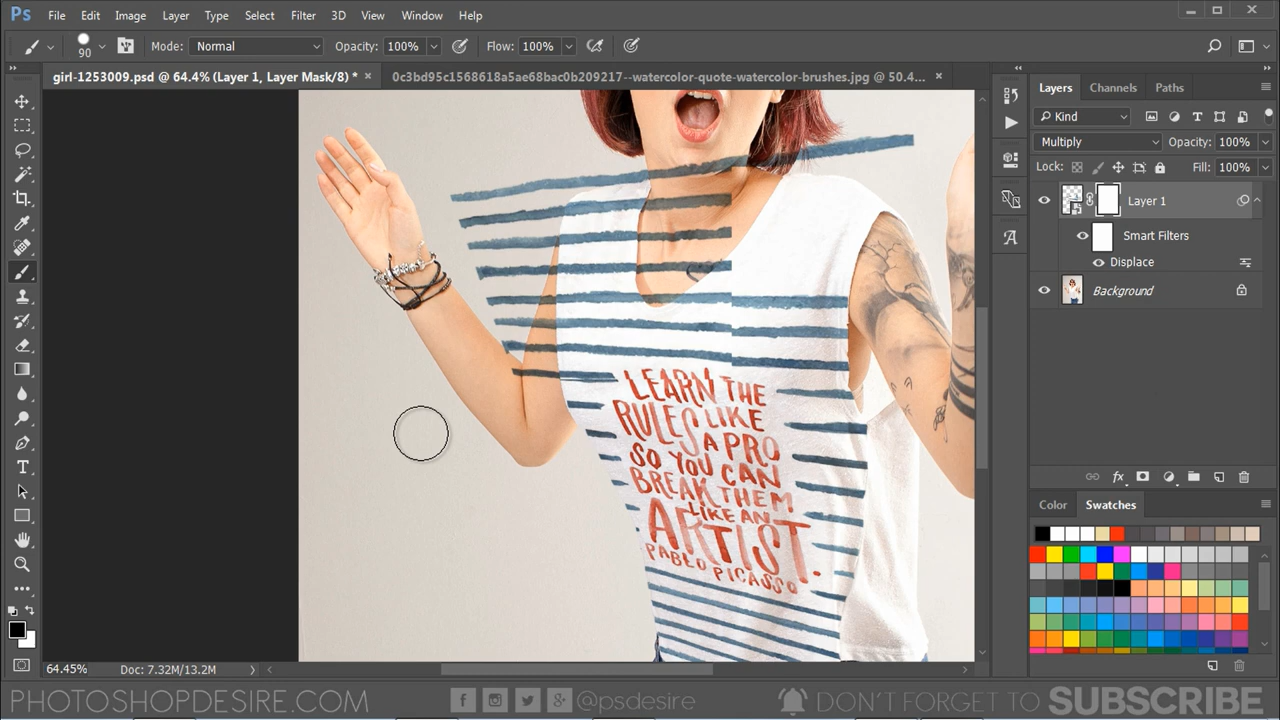 Ps File Edit Image Layer Type Select Filter 3D View Window Help
90 Mode: Normal Opacity: 100% Flow: 100%
girl-1253009.psd @ 64.4% (Layer 1, Layer Mask/8) * × 0c3bd95c1568618a5ae68bac0b209217--watercolor-quote-watercolor-brushes.jpg @ 50.4... ×
Layers Channels Paths
Kind
Multiply Opacity: 100%
Lock: Fill: 100%
Layer 1
Smart Filters
Displace
Background
LEARN THE
RULES LIKE
A PRO
SO YOU CAN
BREAK THEM
LIKE AN
ARTIST.
PABLO PICASSO
Color Swatches
64.45% Doc: 7.32M/13.2M
PHOTOSHOPDESIRE.COM @psdesire DON'T FORGET TO SUBSCRIBE